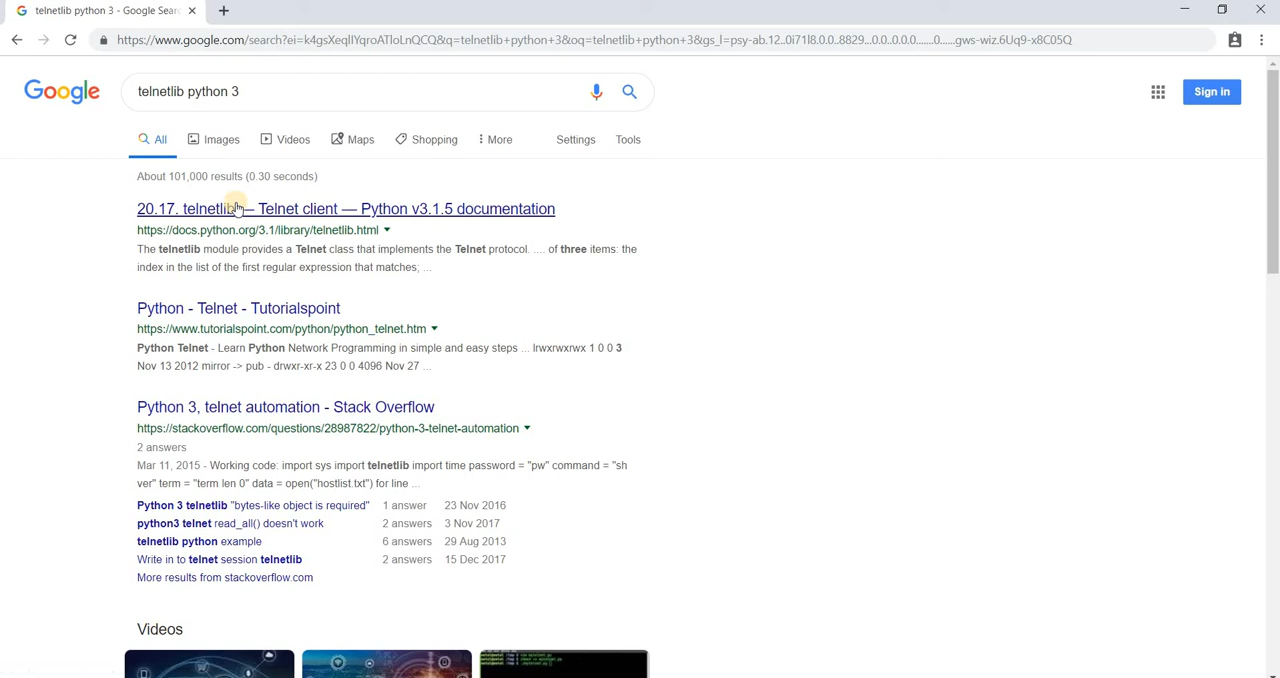 telnetlib python 3 - Google Searc
https://www.google.com/search?ei=k4gsXeqIIYqroATloLnQCQ&q=telnetlib+python+3&oq=telnetlib+python+3&gs_l=psy-ab.12..0i71l8.0.0..8829...0.0..0.0.0.......0......gws-wiz.6Uq9-x8C05Q
Google
telnetlib python 3
Sign in
All Images Videos Maps Shopping More Settings Tools
About 101,000 results (0.30 seconds)
20.17. telnetlib — Telnet client — Python v3.1.5 documentation
https://docs.python.org/3.1/library/telnetlib.html
The telnetlib module provides a Telnet class that implements the Telnet protocol. .... of three items: the
index in the list of the first regular expression that matches; ...
Python - Telnet - Tutorialspoint
https://www.tutorialspoint.com/python/python_telnet.htm
Python Telnet - Learn Python Network Programming in simple and easy steps ... lrwxrwxrwx 1 0 0 3
Nov 13 2012 mirror -> pub - drwxr-xr-x 23 0 0 4096 Nov 27 ...
Python 3, telnet automation - Stack Overflow
https://stackoverflow.com/questions/28987822/python-3-telnet-automation
2 answers
Mar 11, 2015 - Working code: import sys import telnetlib import time password = "pw" command = "sh
ver" term = "term len 0" data = open("hostlist.txt") for line ...
Python 3 telnetlib "bytes-like object is required" 1 answer 23 Nov 2016
python3 telnet read_all() doesn't work 2 answers 3 Nov 2017
telnetlib python example 6 answers 29 Aug 2013
Write in to telnet session telnetlib 2 answers 15 Dec 2017
More results from stackoverflow.com
Videos